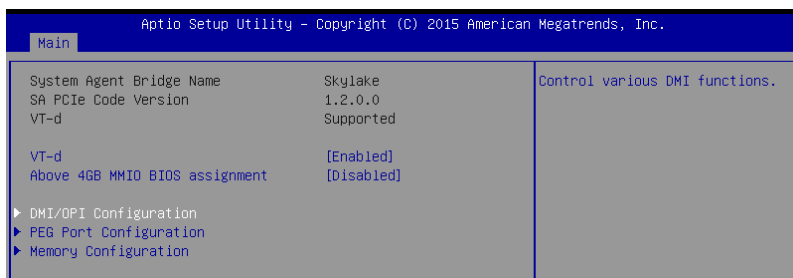 Aptio Setup Utility – Copyright (C) 2015 American Megatrends, Inc.
Main
System Agent Bridge Name Skylake
SA PCIe Code Version 1.2.0.0
VT-d Supported
VT-d [Enabled]
Above 4GB MMIO BIOS assignment [Disabled]
DMI/OPI Configuration
PEG Port Configuration
Memory Configuration
Control various DMI functions.